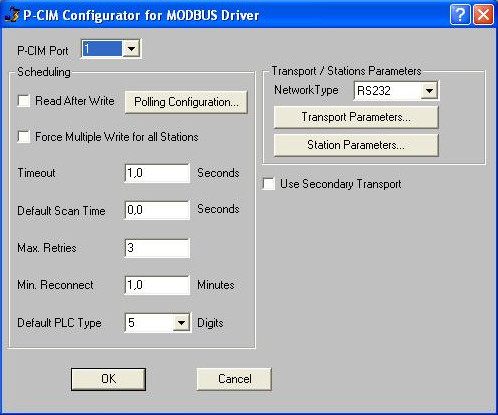 P-CIM Configurator for MODBUS Driver
P-CIM Port 1
Scheduling
Read After Write Polling Configuration...
Force Multiple Write for all Stations
Timeout 1,0 Seconds
Default Scan Time 0,0 Seconds
Max. Retries 3
Min. Reconnect 1,0 Minutes
Default PLC Type 5 Digits
Transport / Stations Parameters
NetworkType RS232
Transport Parameters...
Station Parameters...
Use Secondary Transport
OK Cancel